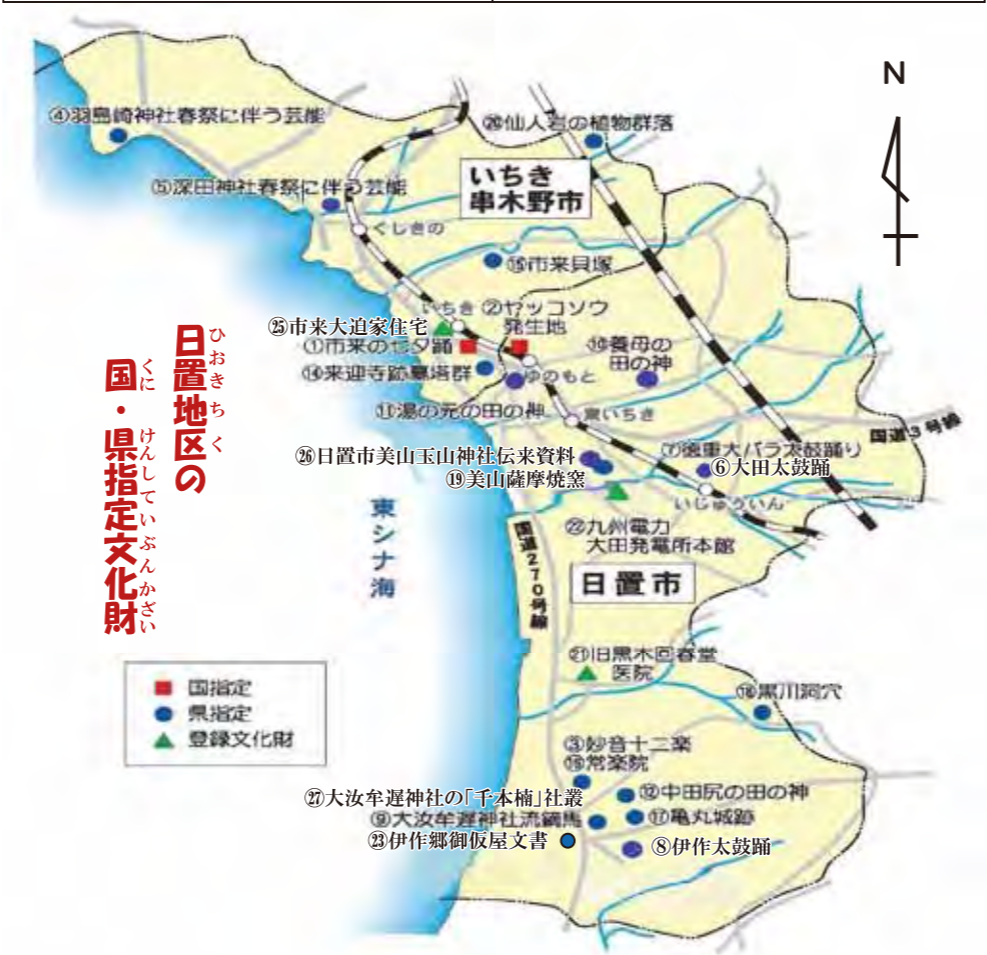 N
④羽島崎神社春祭に伴う芸能
⑳仙人岩の植物群落
いちき
串木野市
⑤深田神社春祭に伴う芸能
くしきの
⑮市来貝塚
いちき
②ヤッコソウ
発生地
㉕市来大迫家住宅
①市来の七夕踊
⑩養母の
田の神
⑭来迎寺跡墓塔群
ゆのもと
⑪湯の元の田の神
東いちき
国道3号線
⑦徳重大バラ太鼓踊り
㉖日置市美山玉山神社伝来資料
⑥大田太鼓踊
⑲美山薩摩焼窯
いじゅういん
㉒九州電力
大田発電所本館
国道270号線
日置市
東シナ海
ひおきちく
日置地区の
くに けんしていぶんかざい
国・県指定文化財
㉑旧黒木回春堂
医院
国指定
県指定
登録文化財
黒川洞穴
③妙音十二楽
常楽院
㉗大汝牟遅神社の「千本楠」社叢
⑫中田尻の田の神
⑨大汝牟遅神社流鏑馬
⑰亀丸城跡
㉓伊作郷御仮屋文書
⑧伊作太鼓踊